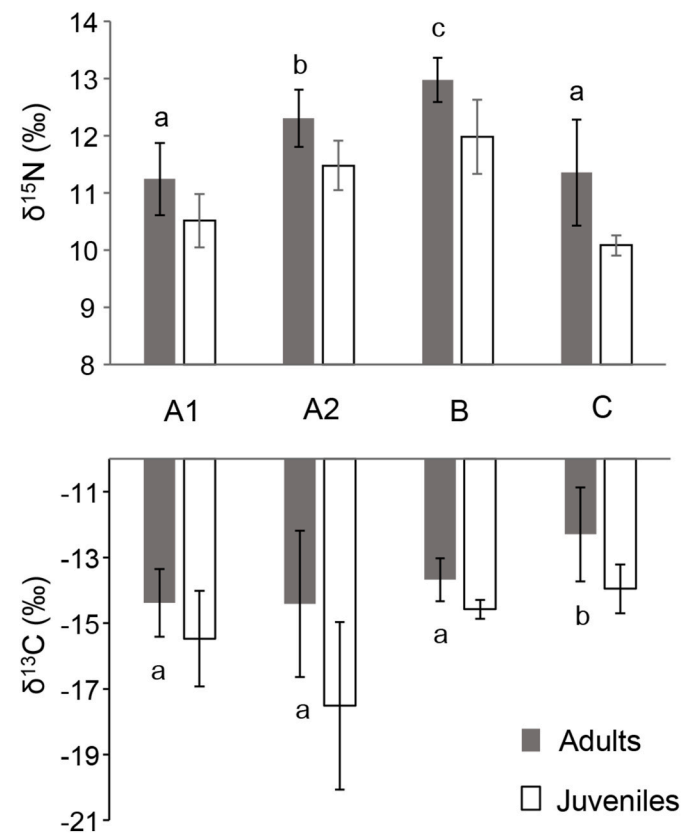 14
13
12
11
10
9
8
δ15N (‰)
a
b
c
a
A1
A2
B
C
-11
-13
-15
-17
-19
-21
δ13C (‰)
a
a
a
b
Adults
Juveniles